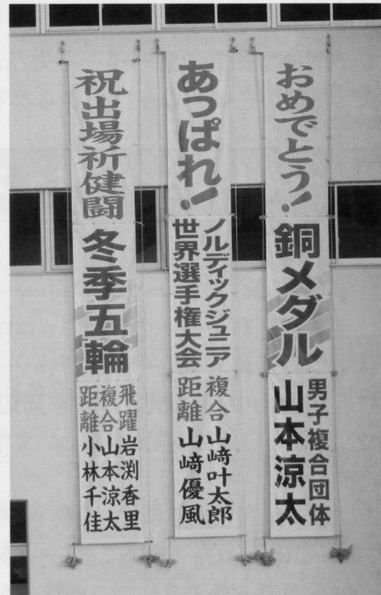 おめでとう!
銅メダル
男子複合団体
山本涼太
あっぱれ!
ノルディックジュニア
世界選手権大会
複合山﨑叶太郎
距離山﨑優風
祝出場祈健闘
冬季五輪
飛躍岩渕香里
複合山本涼太
距離小林千佳